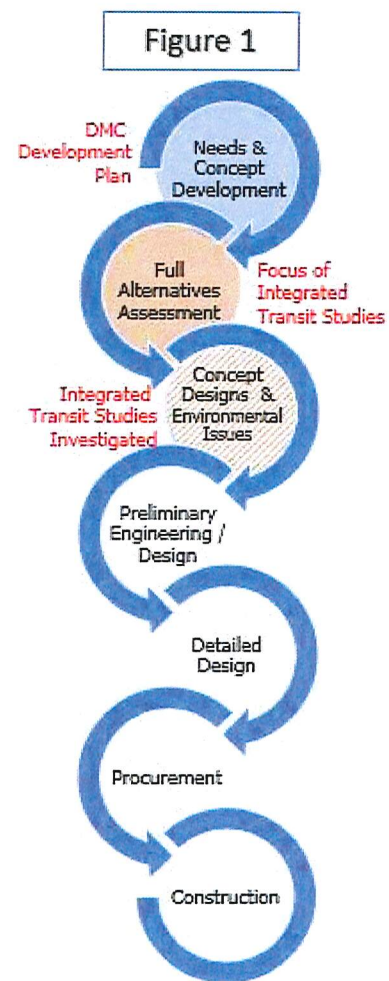 Figure 1
DMC
Development
Plan
Needs &
Concept
Development
Full
Alternatives
Assessment
Focus of
Integrated
Transit Studies
Integrated
Transit Studies
Investigated
Concept
Designs &
Environmental
Issues
Preliminary
Engineering /
Design
Detailed
Design
Procurement
Construction